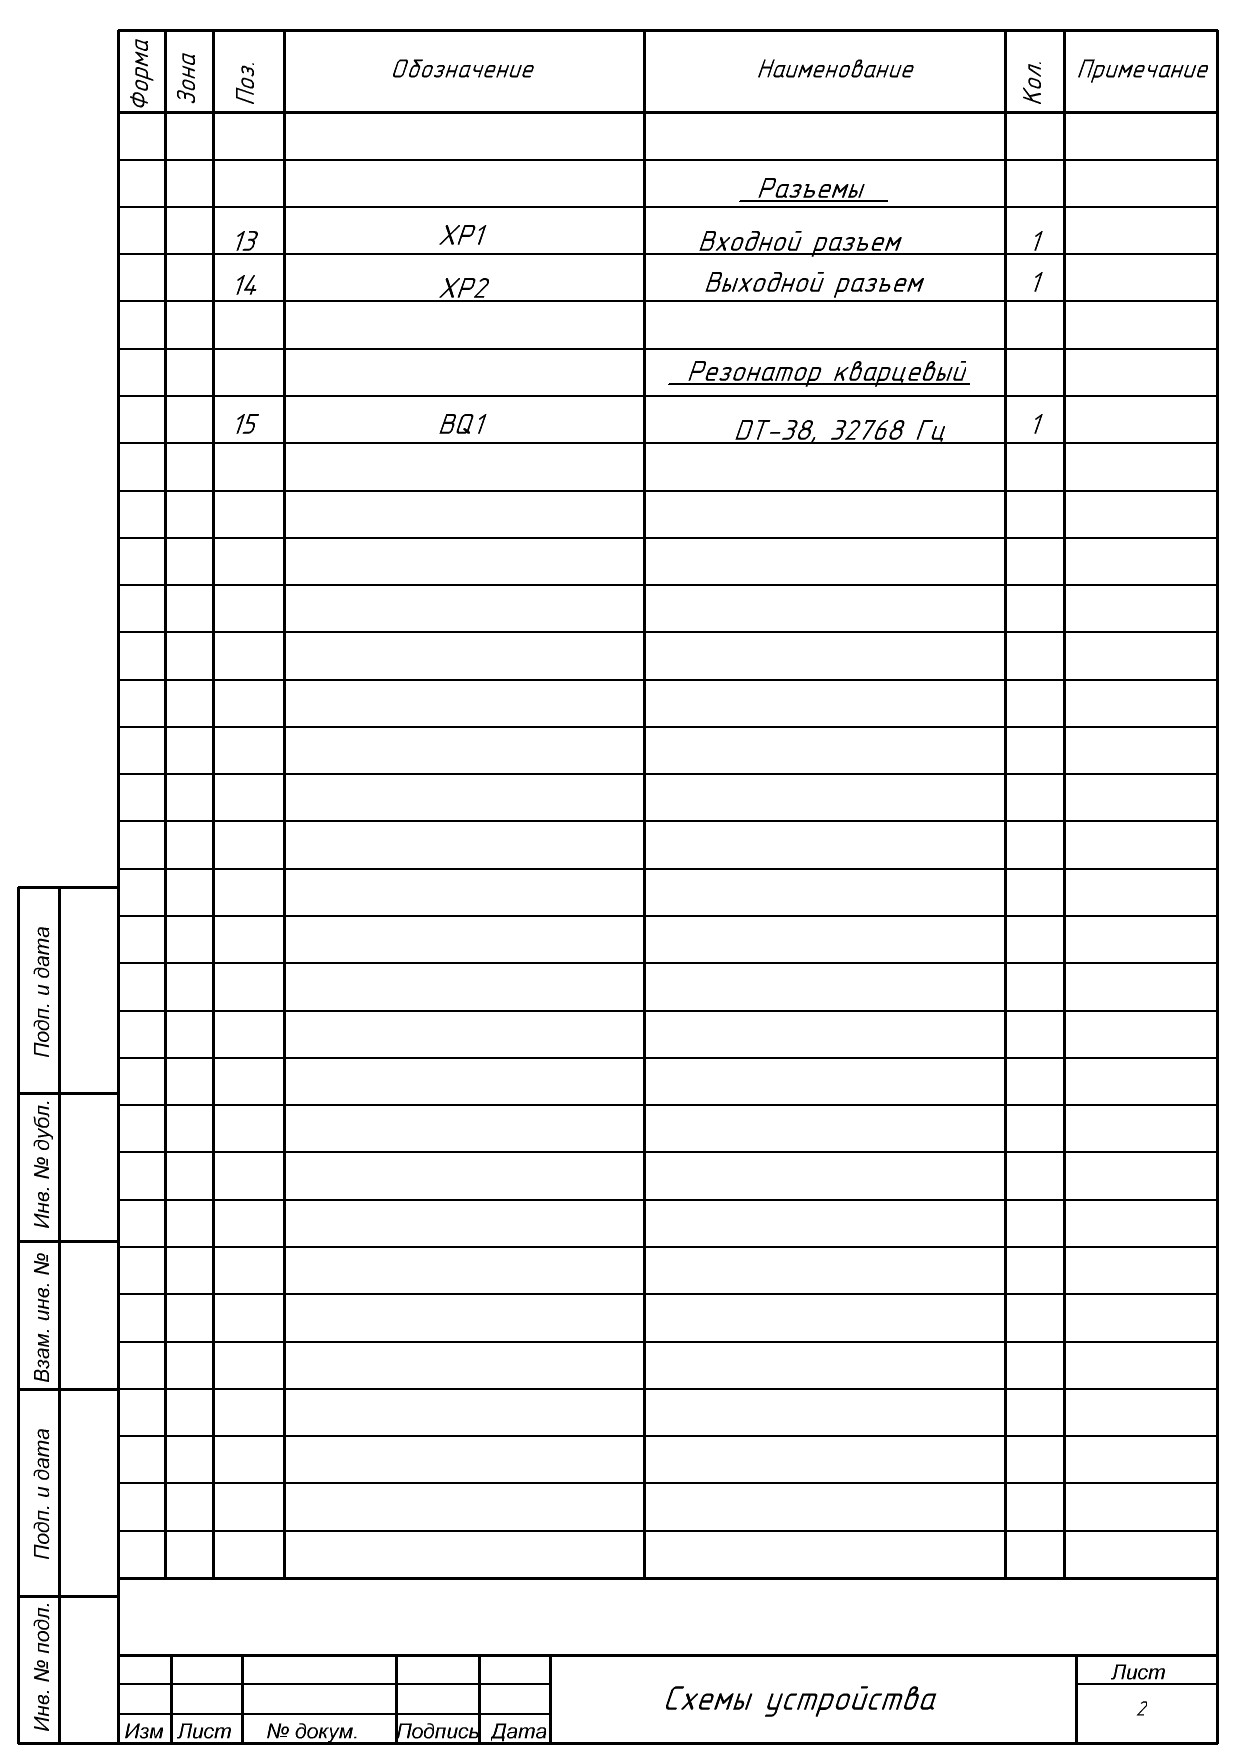 Форма Зона Поз. Обозначение Наименование Кол. Примечание
Разъемы
13 XP1 Входной разъем 1
14 XP2 Выходной разъем 1
Резонатор кварцевый
15 BQ1 DT-38, 32768 Гц 1
Подп. и дата
Инв. № дубл.
Взам. инв. №
Подп. и дата
Инв. № подл.
Изм Лист № докум. Подпись Дата
Схемы устройства
Лист
2